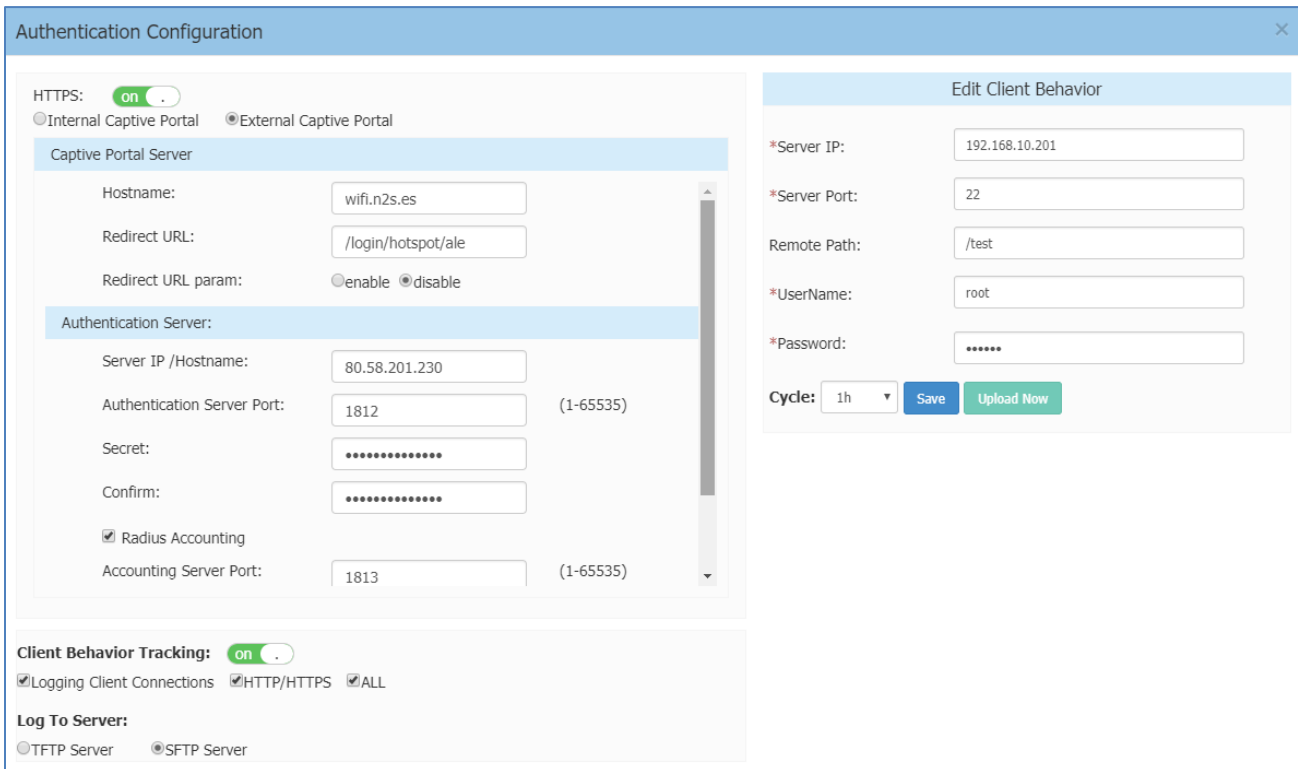 Authentication Configuration ×
HTTPS: on .
Internal Captive Portal External Captive Portal
Captive Portal Server
Hostname: wifi.n2s.es
Redirect URL: /login/hotspot/ale
Redirect URL param: enable disable
Authentication Server:
Server IP /Hostname: 80.58.201.230
Authentication Server Port: 1812 (1-65535)
Secret: ••••••••••••••
Confirm: ••••••••••••••
Radius Accounting
Accounting Server Port: 1813 (1-65535)
Client Behavior Tracking: on .
Logging Client Connections HTTP/HTTPS ALL
Log To Server:
TFTP Server SFTP Server
Edit Client Behavior
*Server IP: 192.168.10.201
*Server Port: 22
Remote Path: /test
*UserName: root
*Password: ••••••
Cycle: 1h Save Upload Now